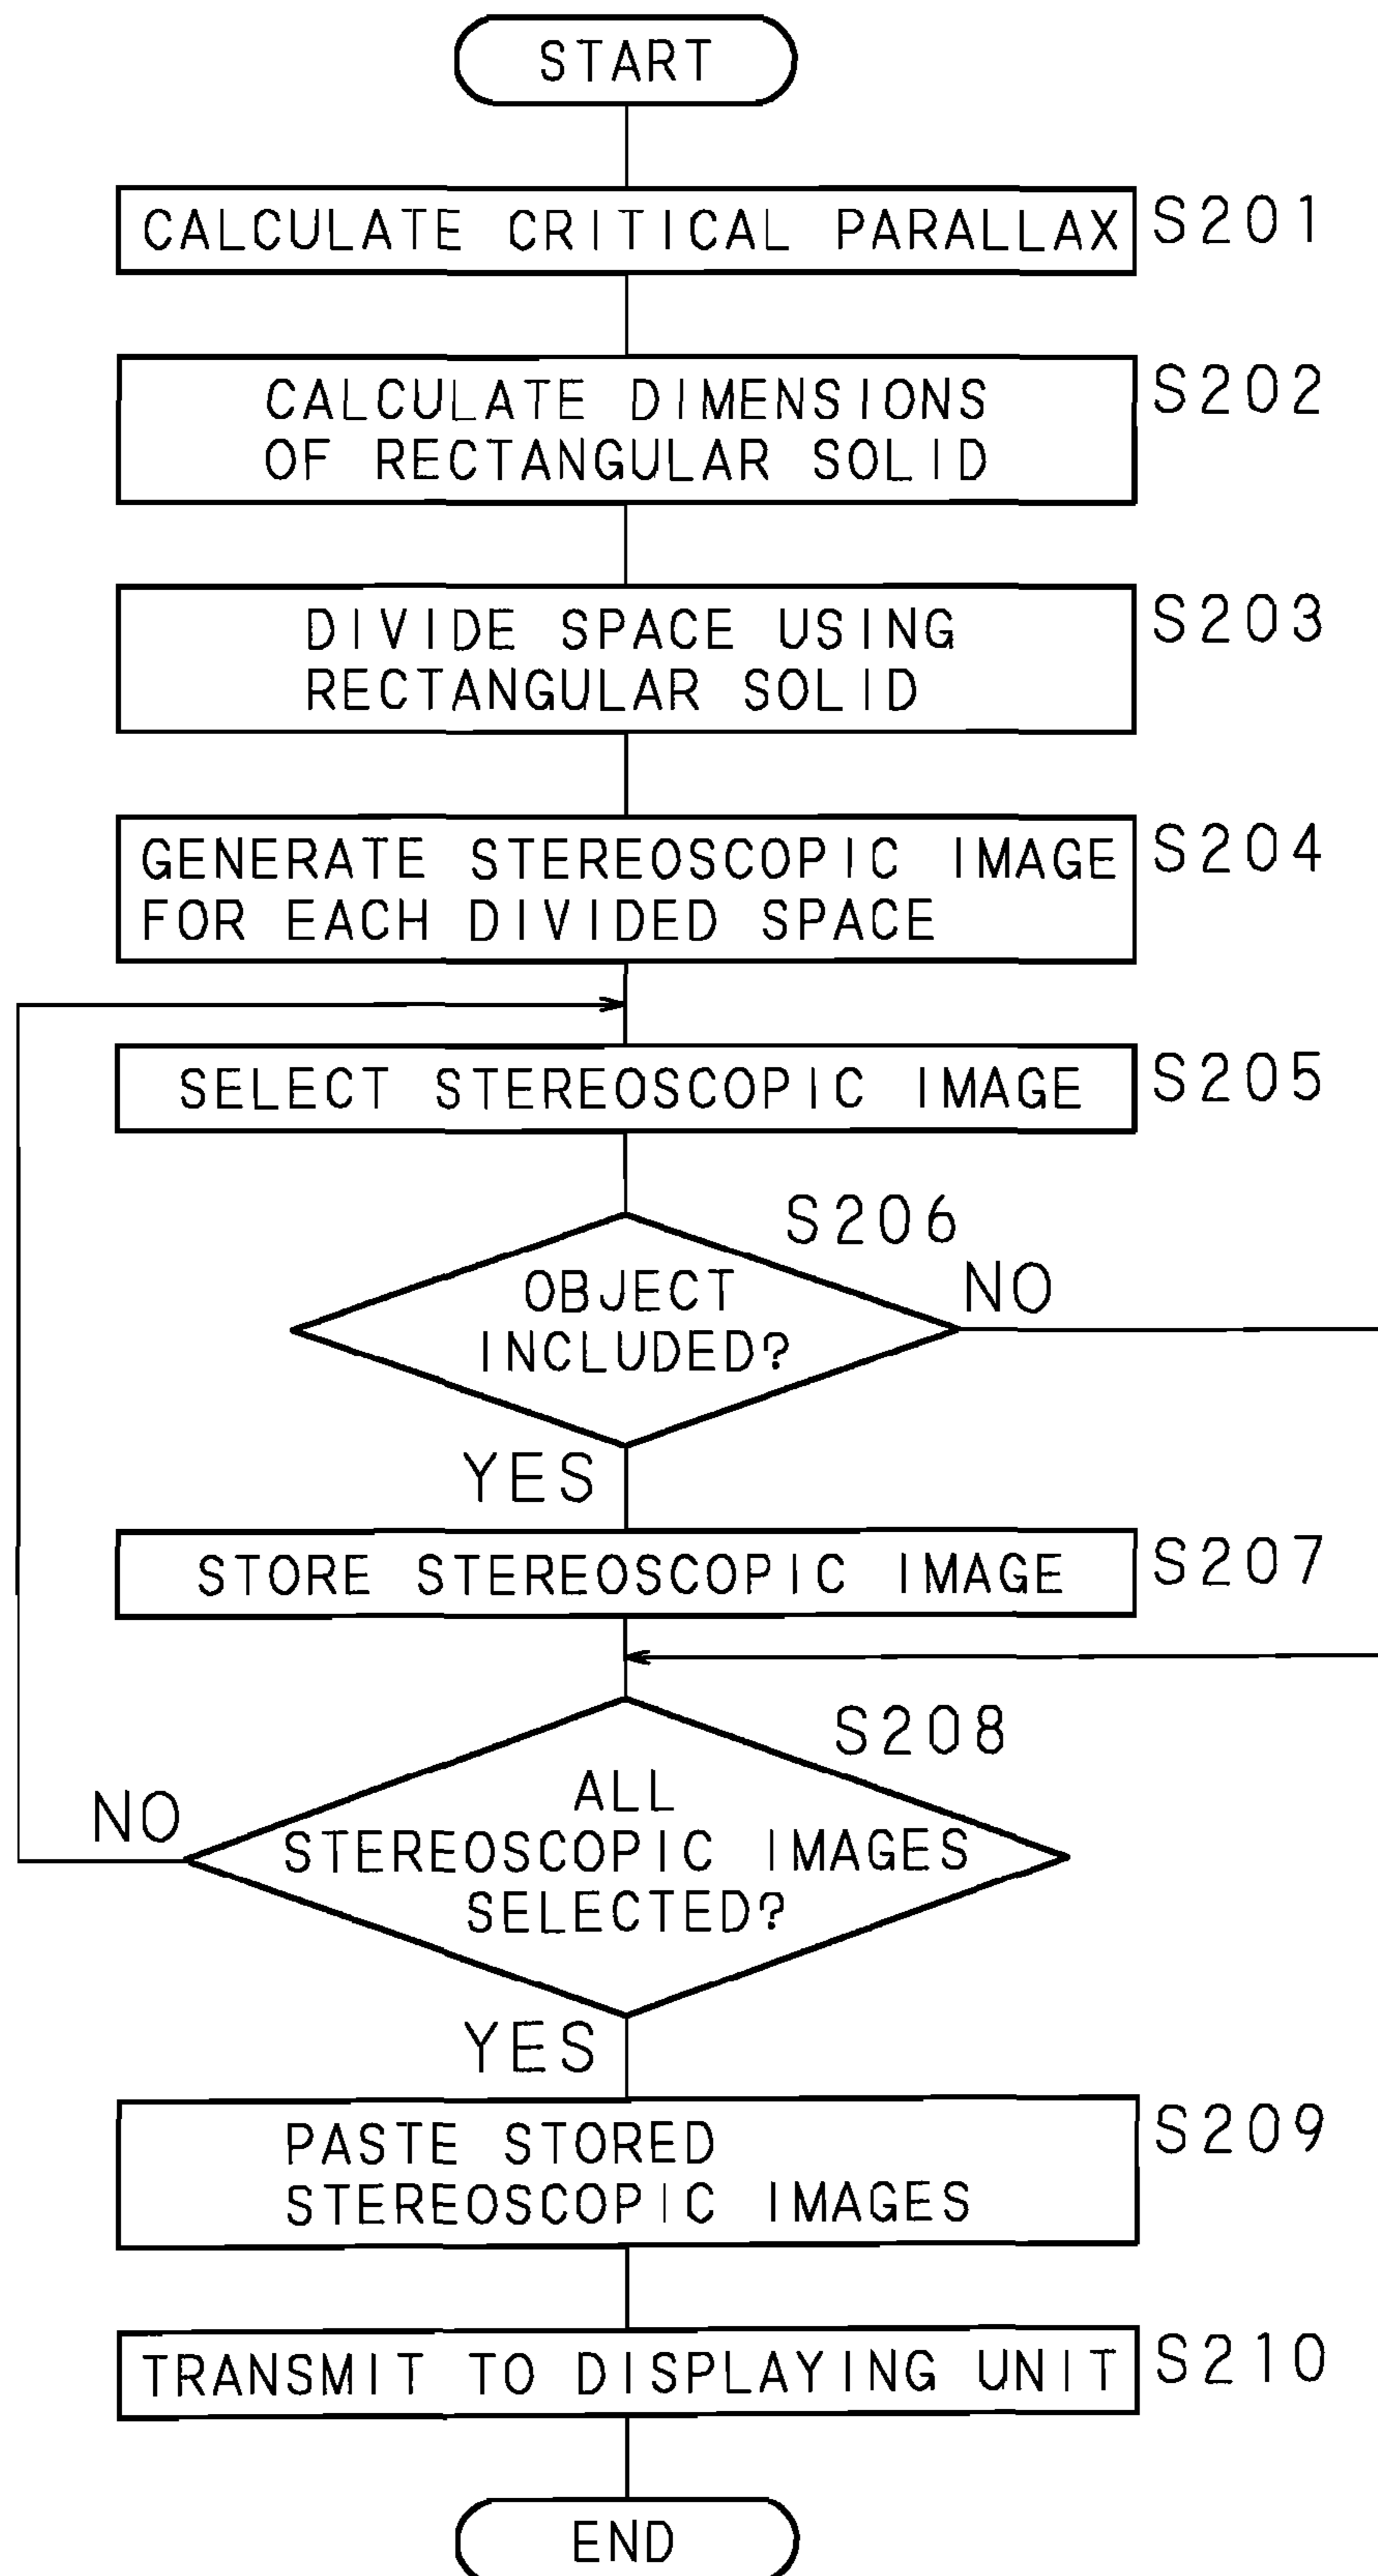 START
CALCULATE CRITICAL PARALLAX
S201
CALCULATE DIMENSIONS
OF RECTANGULAR SOLID
S202
DIVIDE SPACE USING
RECTANGULAR SOLID
S203
GENERATE STEREOSCOPIC IMAGE
FOR EACH DIVIDED SPACE
S204
SELECT STEREOSCOPIC IMAGE
S205
S206
OBJECT
INCLUDED?
NO
YES
STORE STEREOSCOPIC IMAGE
S207
S208
ALL
STEREOSCOPIC IMAGES
SELECTED?
NO
YES
PASTE STORED
STEREOSCOPIC IMAGES
S209
TRANSMIT TO DISPLAYING UNIT
S210
END